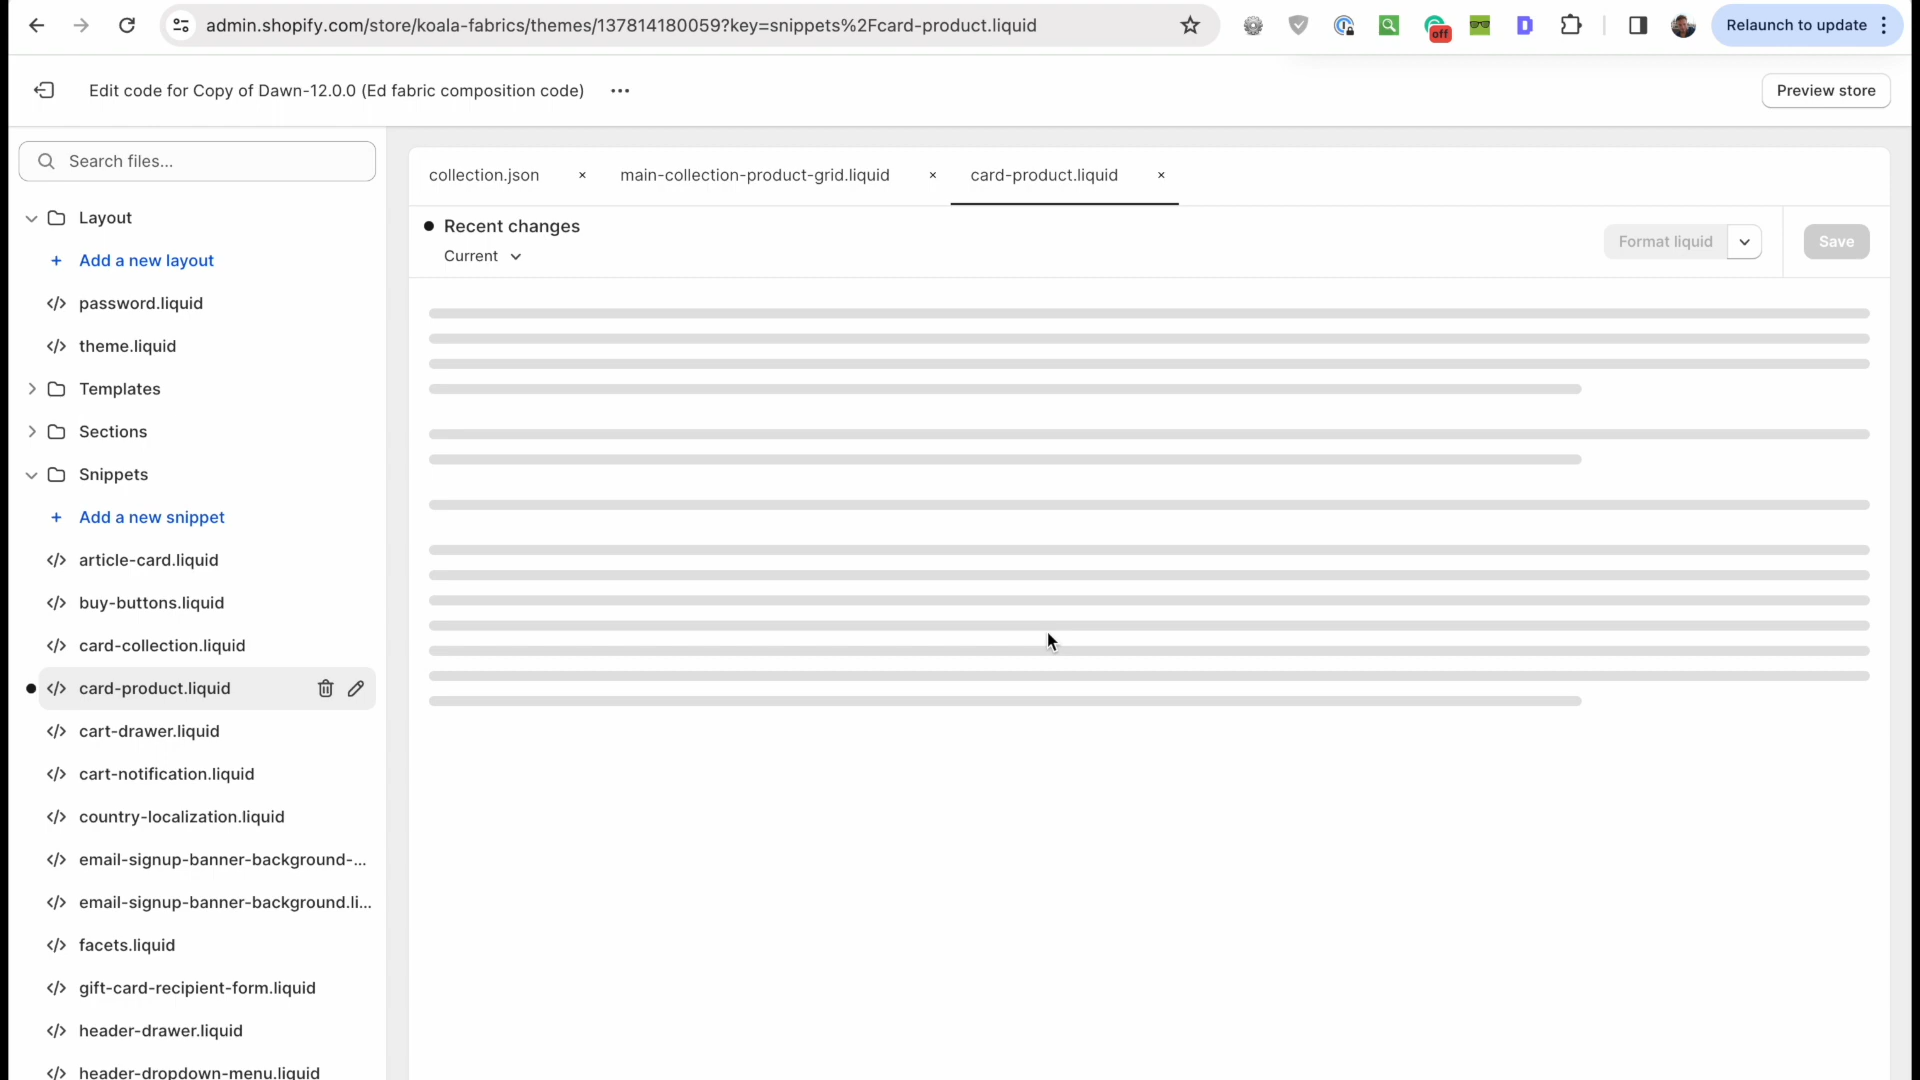 admin.shopify.com/store/koala-fabrics/themes/137814180059?key=snippets%2Fcard-product.liquid
off
Relaunch to update
Edit code for Copy of Dawn-12.0.0 (Ed fabric composition code)
Preview store
Search files...
Layout
+ Add a new layout
</> password.liquid
</> theme.liquid
Templates
Sections
Snippets
+ Add a new snippet
</> article-card.liquid
</> buy-buttons.liquid
</> card-collection.liquid
</> card-product.liquid
</> cart-drawer.liquid
</> cart-notification.liquid
</> country-localization.liquid
</> email-signup-banner-background-...
</> email-signup-banner-background.li...
</> facets.liquid
</> gift-card-recipient-form.liquid
</> header-drawer.liquid
</> header-dropdown-menu.liquid
collection.json × main-collection-product-grid.liquid × card-product.liquid ×
Recent changes
Current
Format liquid
Save